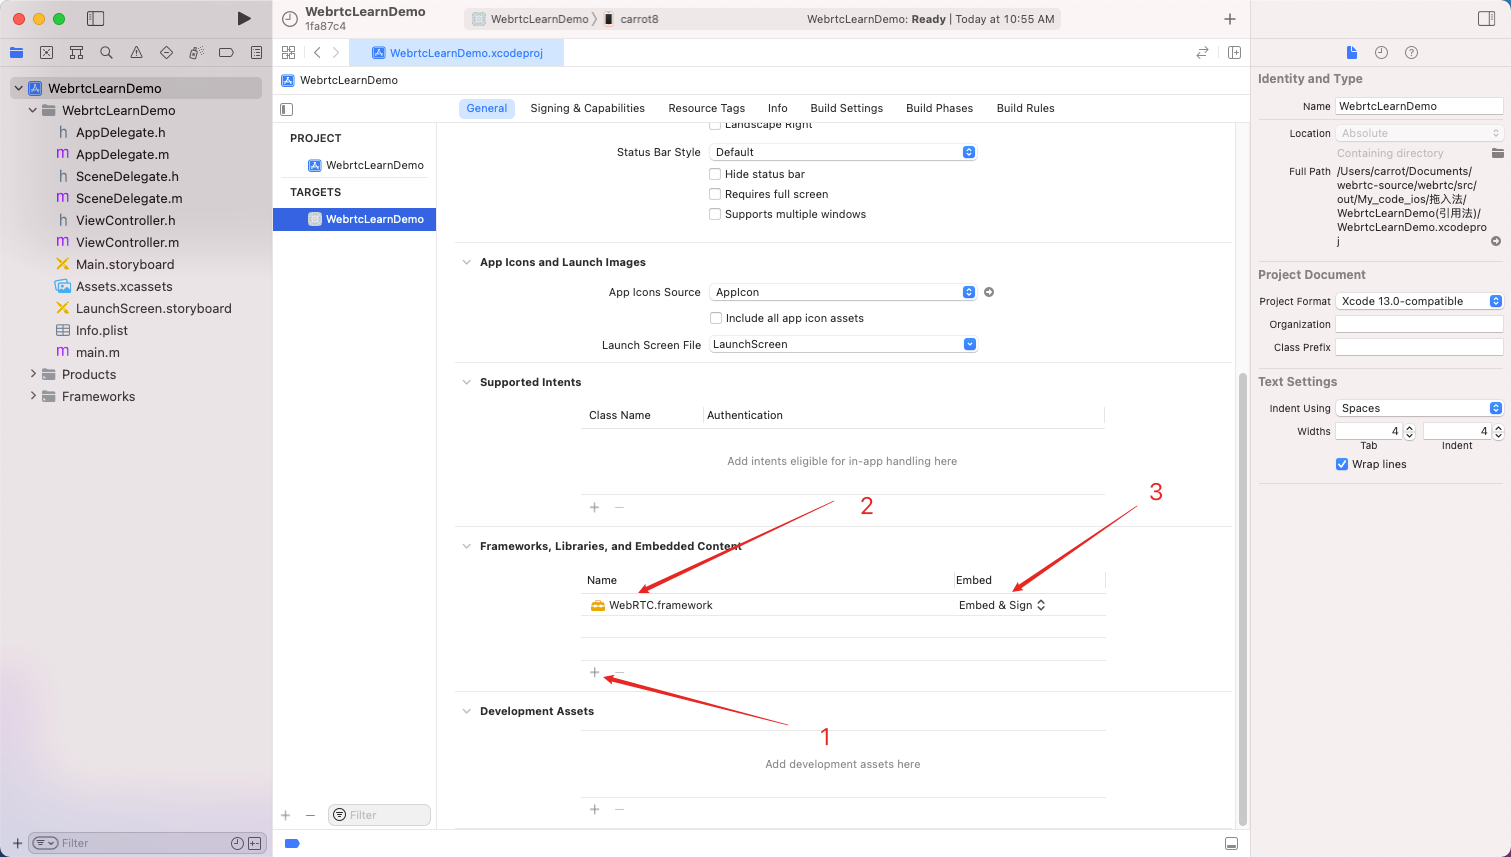 WebrtcLearnDemo
1fa87c4
WebrtcLearnDemo
carrot8
WebrtcLearnDemo: Ready | Today at 10:55 AM
WebrtcLearnDemo.xcodeproj
WebrtcLearnDemo
WebrtcLearnDemo
WebrtcLearnDemo
h AppDelegate.h
m AppDelegate.m
h SceneDelegate.h
m SceneDelegate.m
h ViewController.h
m ViewController.m
Main.storyboard
Assets.xcassets
LaunchScreen.storyboard
Info.plist
m main.m
Products
Frameworks
Filter
General Signing & Capabilities Resource Tags Info Build Settings Build Phases Build Rules
PROJECT
WebrtcLearnDemo
TARGETS
WebrtcLearnDemo
Filter
Landscape Right
Status Bar Style Default
Hide status bar
Requires full screen
Supports multiple windows
App Icons and Launch Images
App Icons Source AppIcon
Include all app icon assets
Launch Screen File LaunchScreen
Supported Intents
Class Name Authentication
Add intents eligible for in-app handling here
2
3
Frameworks, Libraries, and Embedded Content
Name Embed
WebRTC.framework Embed & Sign
1
Development Assets
Add development assets here
Identity and Type
Name WebrtcLearnDemo
Location Absolute
Containing directory
Full Path /Users/carrot/Documents/
webrtc-source/webrtc/src/
out/My_code_ios/拖入法/
WebrtcLearnDemo(引用法)/
WebrtcLearnDemo.xcodepro
j
Project Document
Project Format Xcode 13.0-compatible
Organization
Class Prefix
Text Settings
Indent Using Spaces
Widths 4 4
Tab Indent
Wrap lines